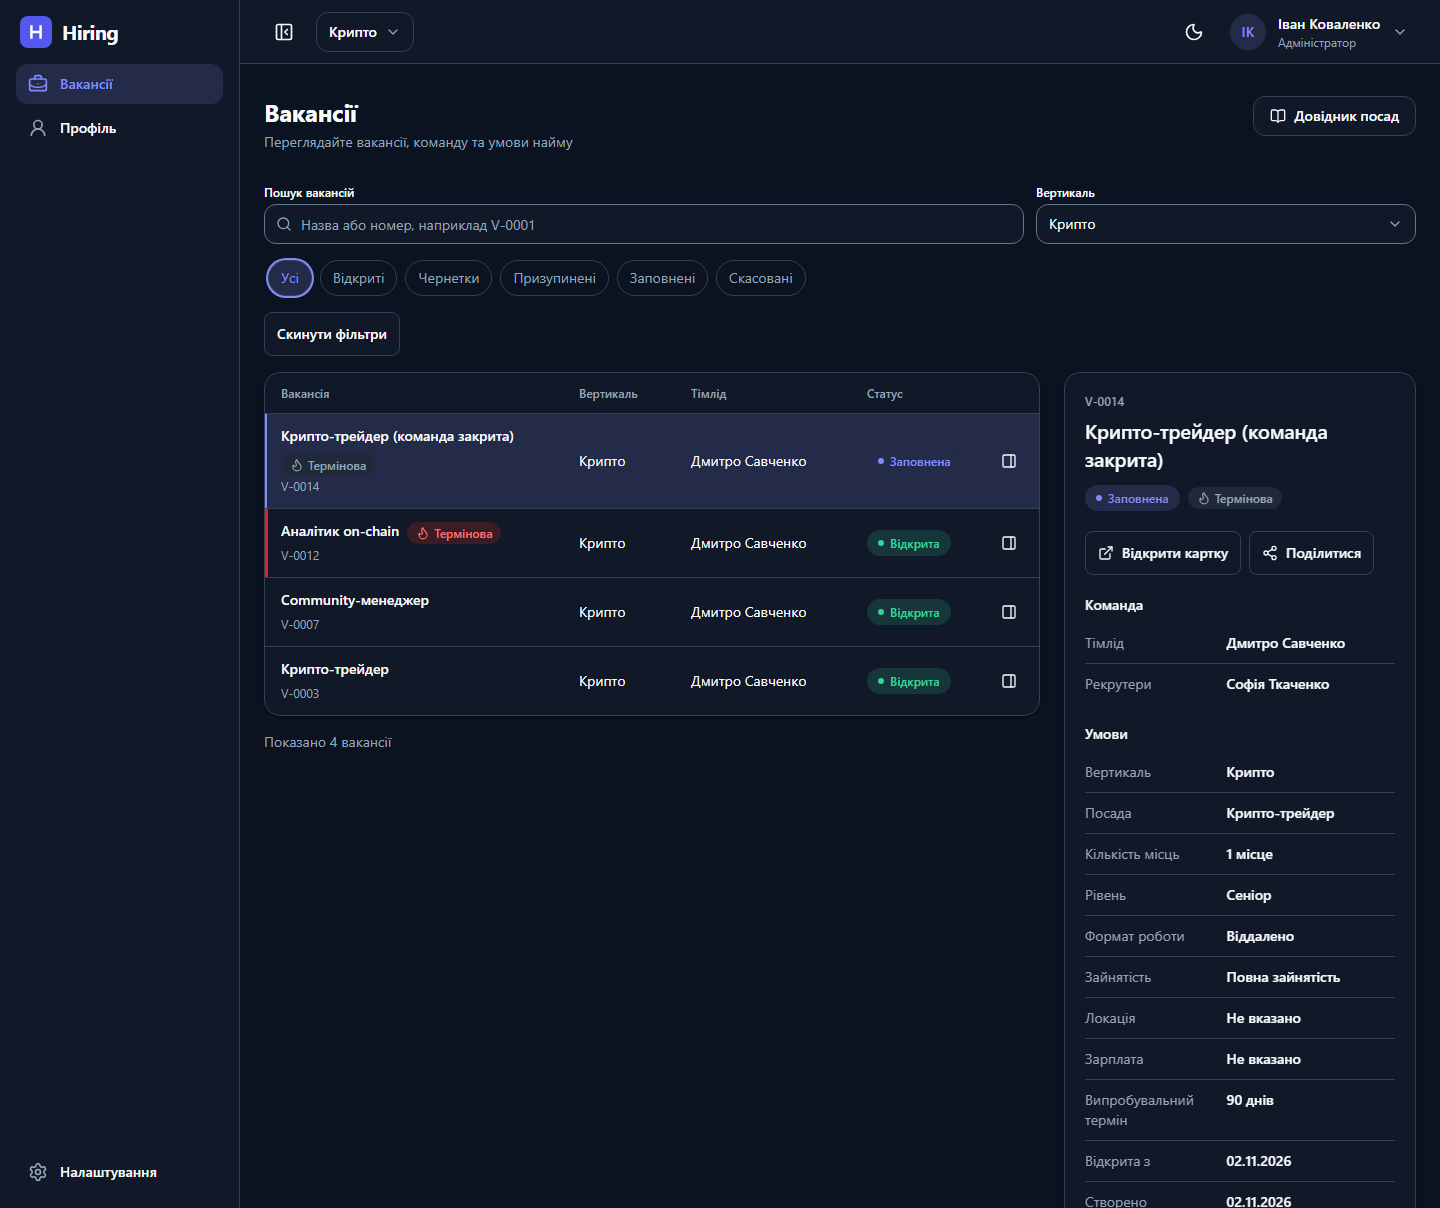 H Hiring
Вакансії
Профіль
Налаштування
Крипто
ІК
Іван Коваленко
Адміністратор
Вакансії
Переглядайте вакансії, команду та умови найму
Довідник посад
Пошук вакансій
Назва або номер, наприклад V-0001
Вертикаль
Крипто
Усі Відкриті Чернетки Призупинені Заповнені Скасовані
Скинути фільтри
Вакансія Вертикаль Тімлід Статус
Крипто-трейдер (команда закрита)
Термінова
V-0014
Крипто Дмитро Савченко Заповнена
Аналітик on-chain Термінова
V-0012
Крипто Дмитро Савченко Відкрита
Community-менеджер
V-0007
Крипто Дмитро Савченко Відкрита
Крипто-трейдер
V-0003
Крипто Дмитро Савченко Відкрита
Показано 4 вакансії
V-0014
Крипто-трейдер (команда
закрита)
Заповнена Термінова
Відкрити картку Поділитися
Команда
Тімлід Дмитро Савченко
Рекрутери Софія Ткаченко
Умови
Вертикаль Крипто
Посада Крипто-трейдер
Кількість місць 1 місце
Рівень Сеніор
Формат роботи Віддалено
Зайнятість Повна зайнятість
Локація Не вказано
Зарплата Не вказано
Випробувальний
термін
90 днів
Відкрита з 02.11.2026
Створено 02.11.2026